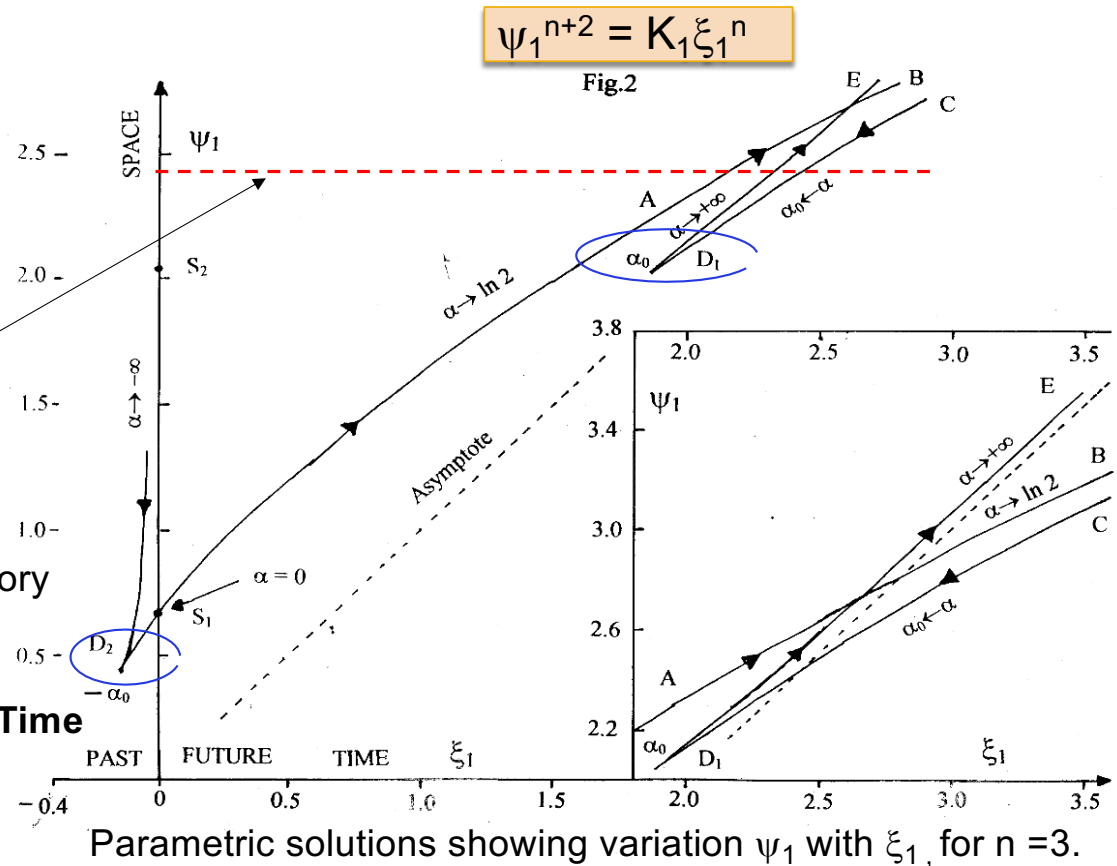 ψ₁ⁿ⁺² = K₁ξ₁ⁿ
Fig.2
E
B
C
SPACE
ψ₁
2.5
A
α→+∞
α₀←α
S₂
2.0
α₀
D₁
α→ ln 2
α→ -∞
1.5
Asymptote
1.0
ory
α = 0
S₁
D₂
0.5
- α₀
Time
PAST
FUTURE
TIME
ξ₁
- 0.4
0
0.5
1.0
1.5
2.0
2.5
3.0
3.5
3.8
2.0
2.5
3.0
3.5
ψ₁
E
3.4
α→+∞
B
α→ ln 2
3.0
C
α₀←α
2.6
A
2.2
α₀
D₁
ξ₁
Parametric solutions showing variation ψ₁ with ξ₁, for n =3.